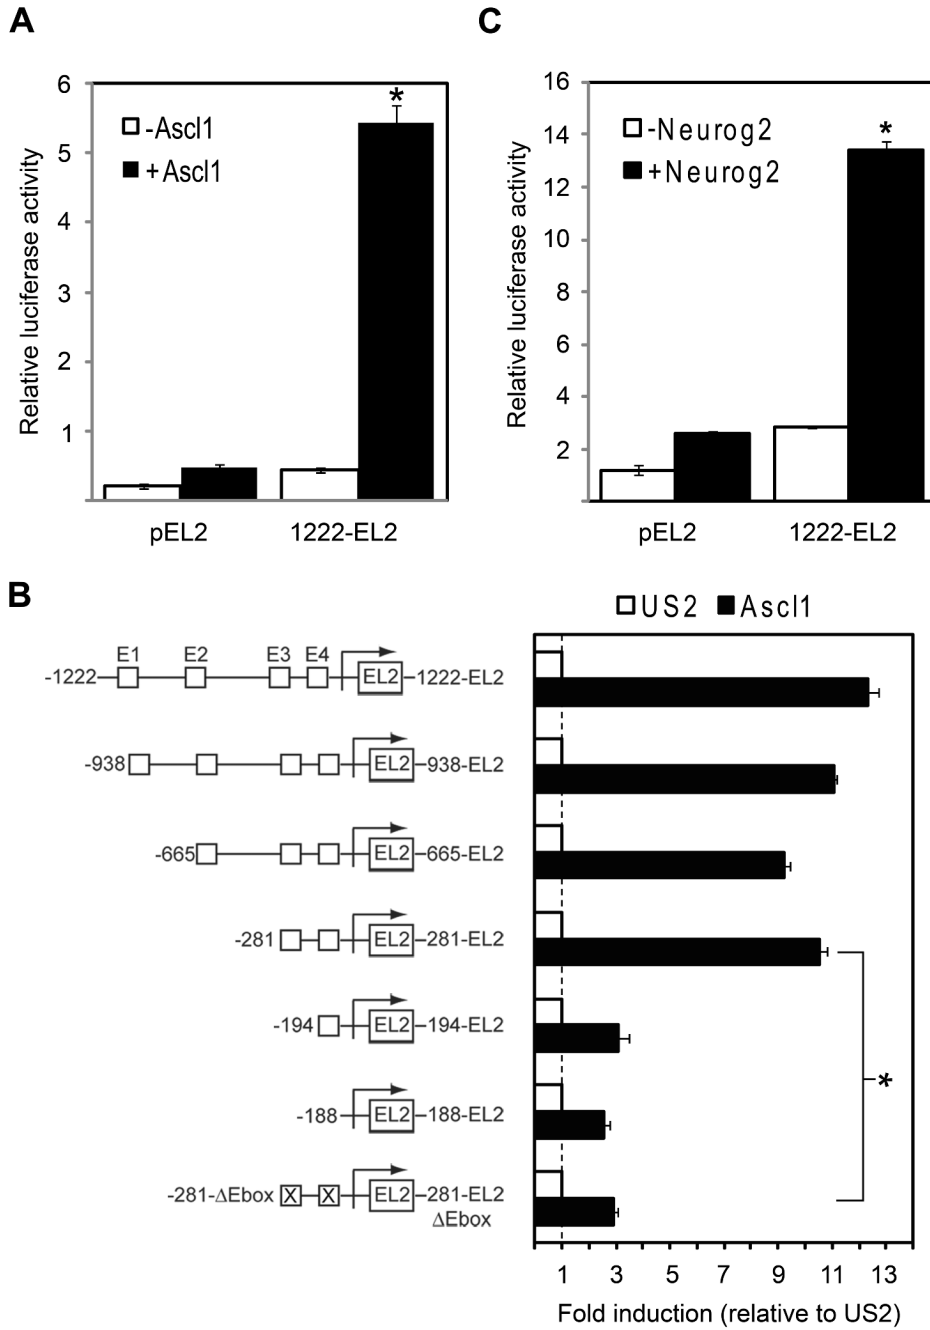 A
6
5
4
3
2
1
Relative luciferase activity
-Ascl1
+Ascl1
*
pEL2 1222-EL2
C
16
14
12
10
8
6
4
2
Relative luciferase activity
-Neurog2
+Neurog2
*
pEL2 1222-EL2
B
US2 Ascl1
E1 E2 E3 E4
-1222 EL2 1222-EL2
-938 EL2 938-EL2
-665 EL2 665-EL2
-281 EL2 281-EL2
-194 EL2 194-EL2
-188 EL2 188-EL2
-281-ΔEbox X X EL2 281-EL2
ΔEbox
*
1 3 5 7 9 11 13
Fold induction (relative to US2)